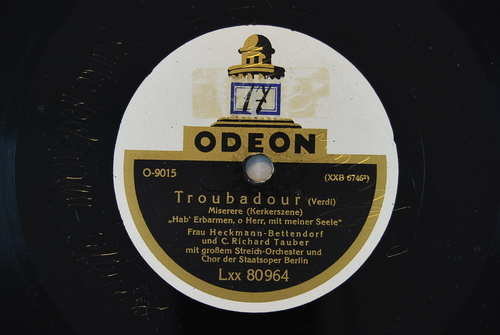 17
ODEON
O-9015 (XXB 6746²)
Troubadour (Verdi)
Miserere (Kerkerszene)
„Hab' Erbarmen, o Herr, mit meiner Seele“
Frau Heckmann-Bettendorf
und C. Richard Tauber
mit großem Streich-Orchester und
Chor der Staatsoper Berlin
Lxx 80964